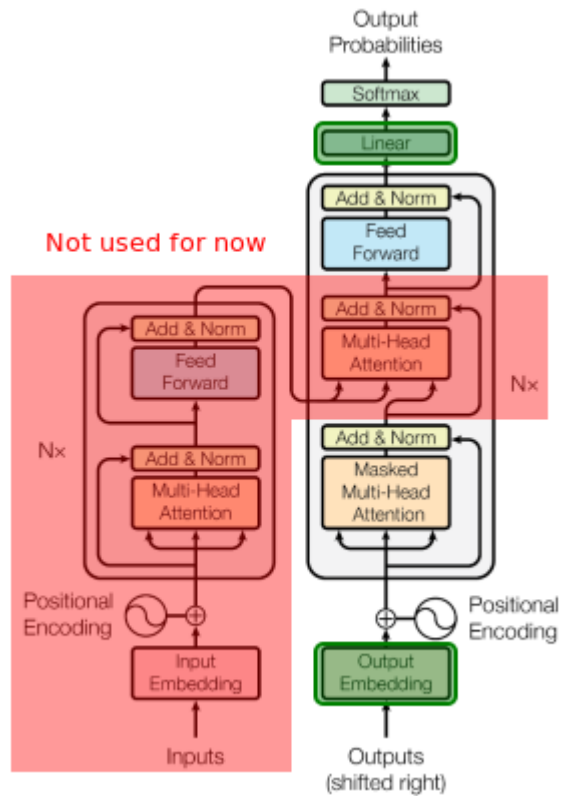 Output
Probabilities
Softmax
Linear
Add & Norm
Feed
Forward
Not used for now
Add & Norm
Multi-Head
Attention
Add & Norm
Feed
Forward
N×
N×
Add & Norm
Multi-Head
Attention
Add & Norm
Masked
Multi-Head
Attention
Positional
Encoding
Positional
Encoding
Input
Embedding
Output
Embedding
Inputs
Outputs
(shifted right)